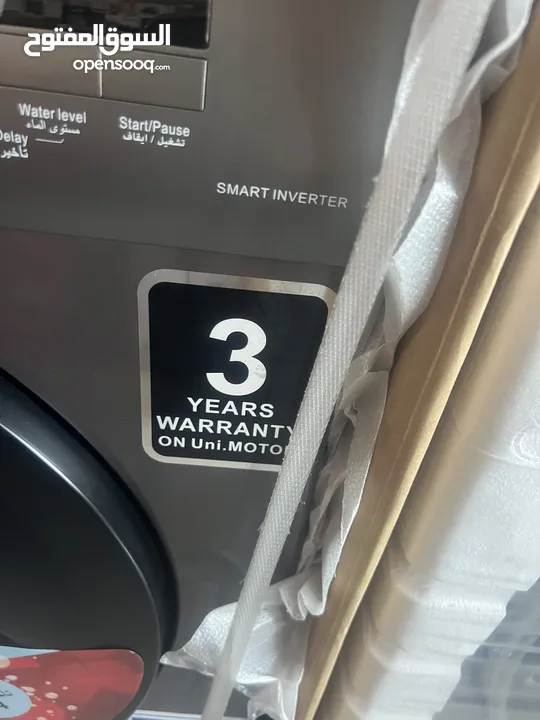 السوق المفتوح
opensooq.com
Water level
مستوى الماء
Delay
تأخير
Start/Pause
تشغيل / ايقاف
SMART INVERTER
3
YEARS
WARRANTY
ON Uni.MOTOR